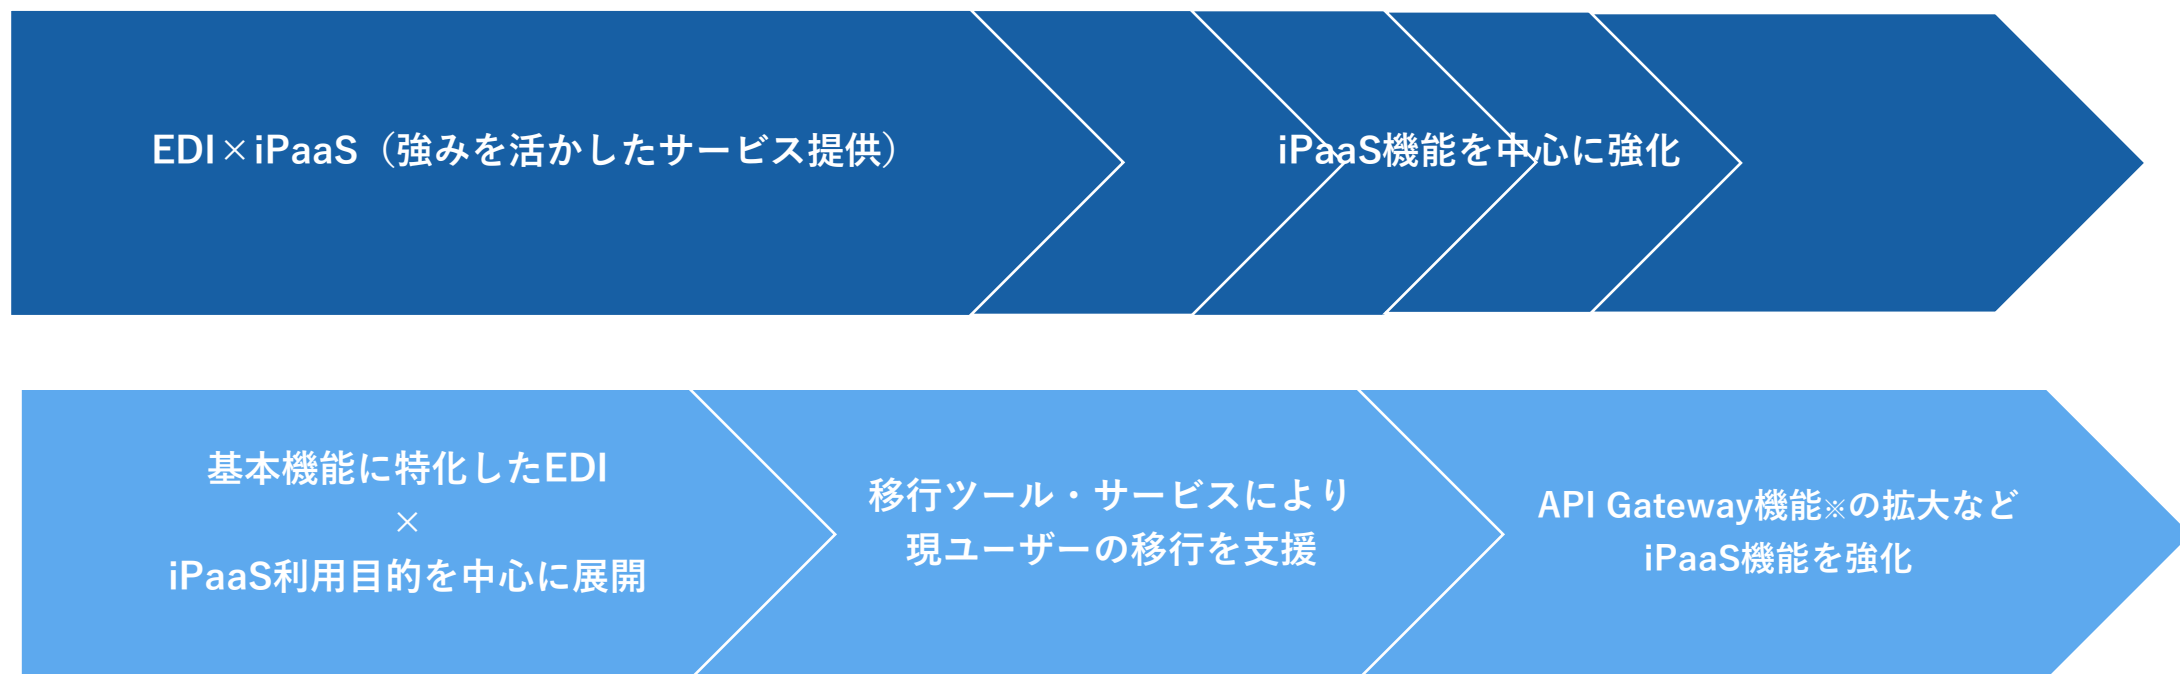 EDI×iPaaS（強みを活かしたサービス提供）
iPaaS機能を中心に強化
基本機能に特化したEDI
×
iPaaS利用目的を中心に展開
移行ツール・サービスにより
現ユーザーの移行を支援
API Gateway機能※の拡大など
iPaaS機能を強化